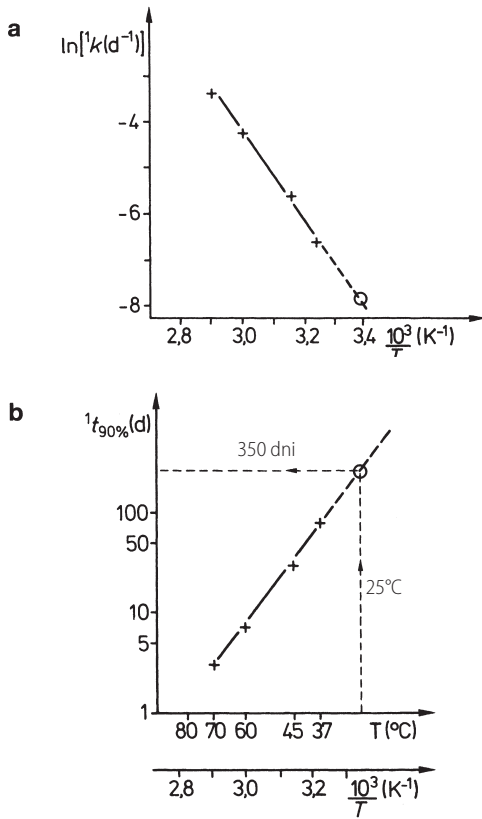 a
ln[¹k(d⁻¹)]
-4
-6
-8
2,8 3,0 3,2 3,4 10³/T (K⁻¹)
b
¹t90%(d)
350 dni
100
50
25°C
10
5
1
80 70 60 45 37 T(°C)
2,8 3,0 3,2 10³/T (K⁻¹)